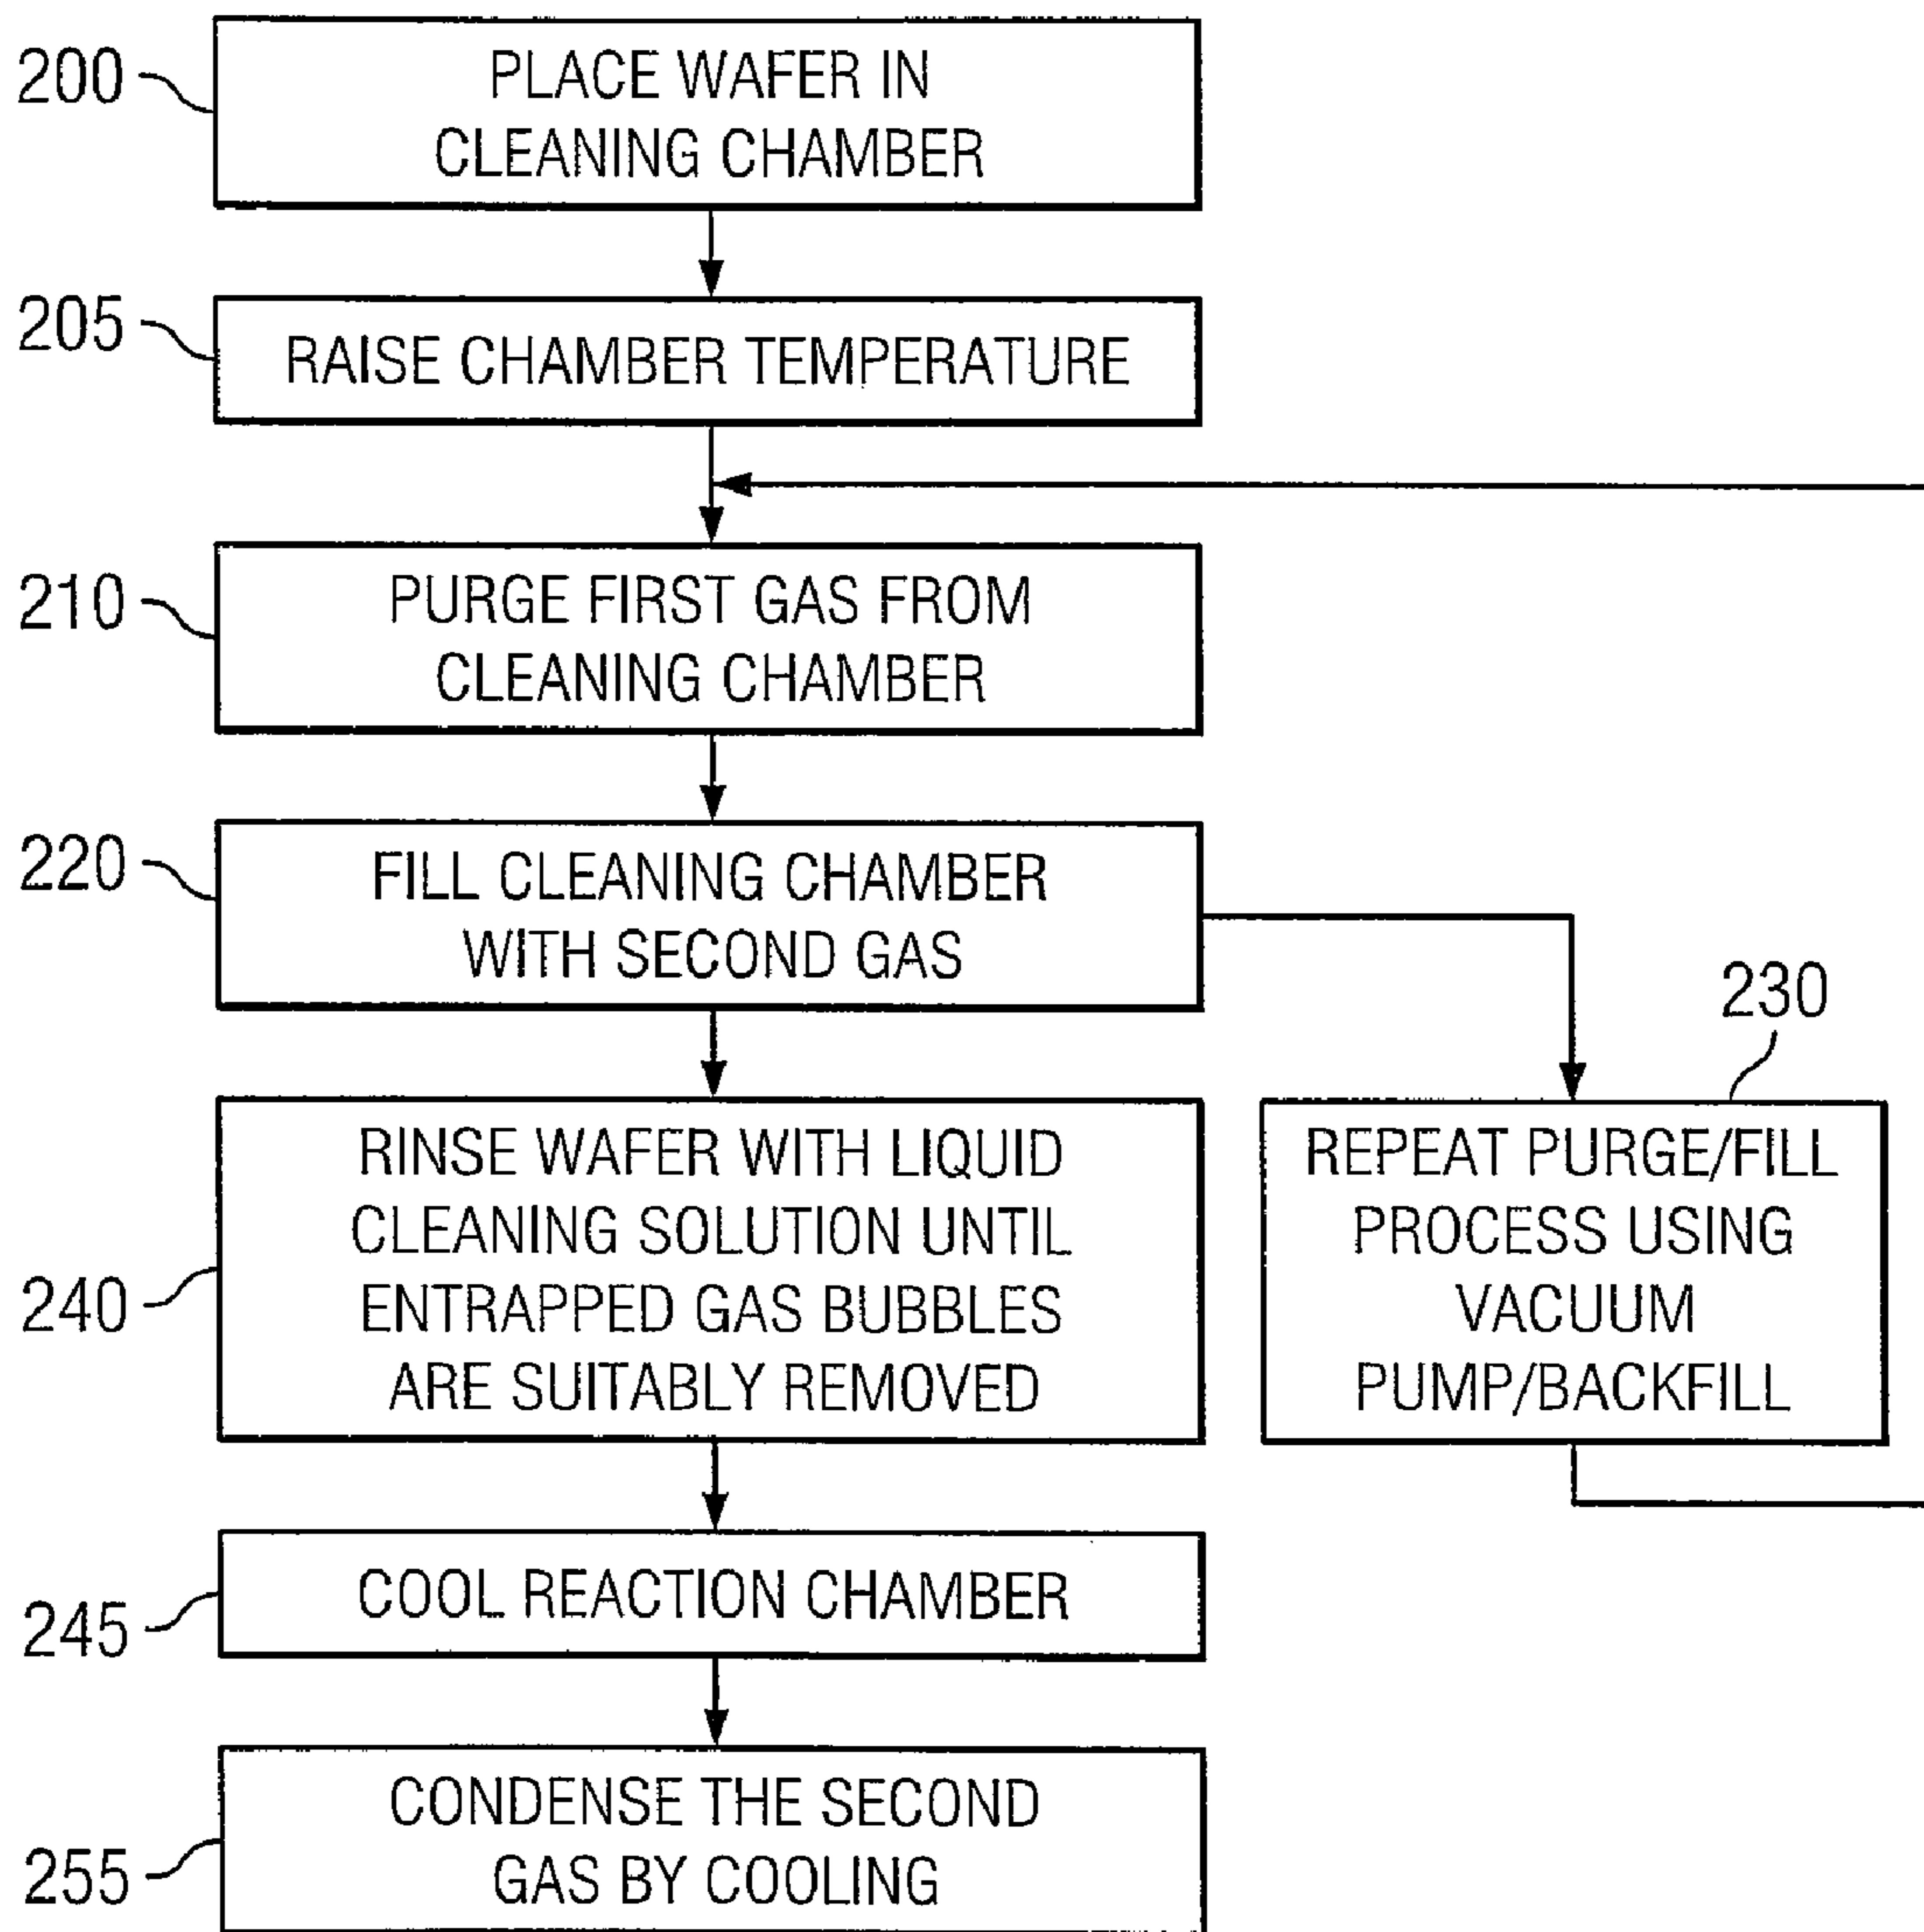 200
PLACE WAFER IN
CLEANING CHAMBER
205
RAISE CHAMBER TEMPERATURE
210
PURGE FIRST GAS FROM
CLEANING CHAMBER
220
FILL CLEANING CHAMBER
WITH SECOND GAS
230
REPEAT PURGE/FILL
PROCESS USING
VACUUM
PUMP/BACKFILL
240
RINSE WAFER WITH LIQUID
CLEANING SOLUTION UNTIL
ENTRAPPED GAS BUBBLES
ARE SUITABLY REMOVED
245
COOL REACTION CHAMBER
255
CONDENSE THE SECOND
GAS BY COOLING